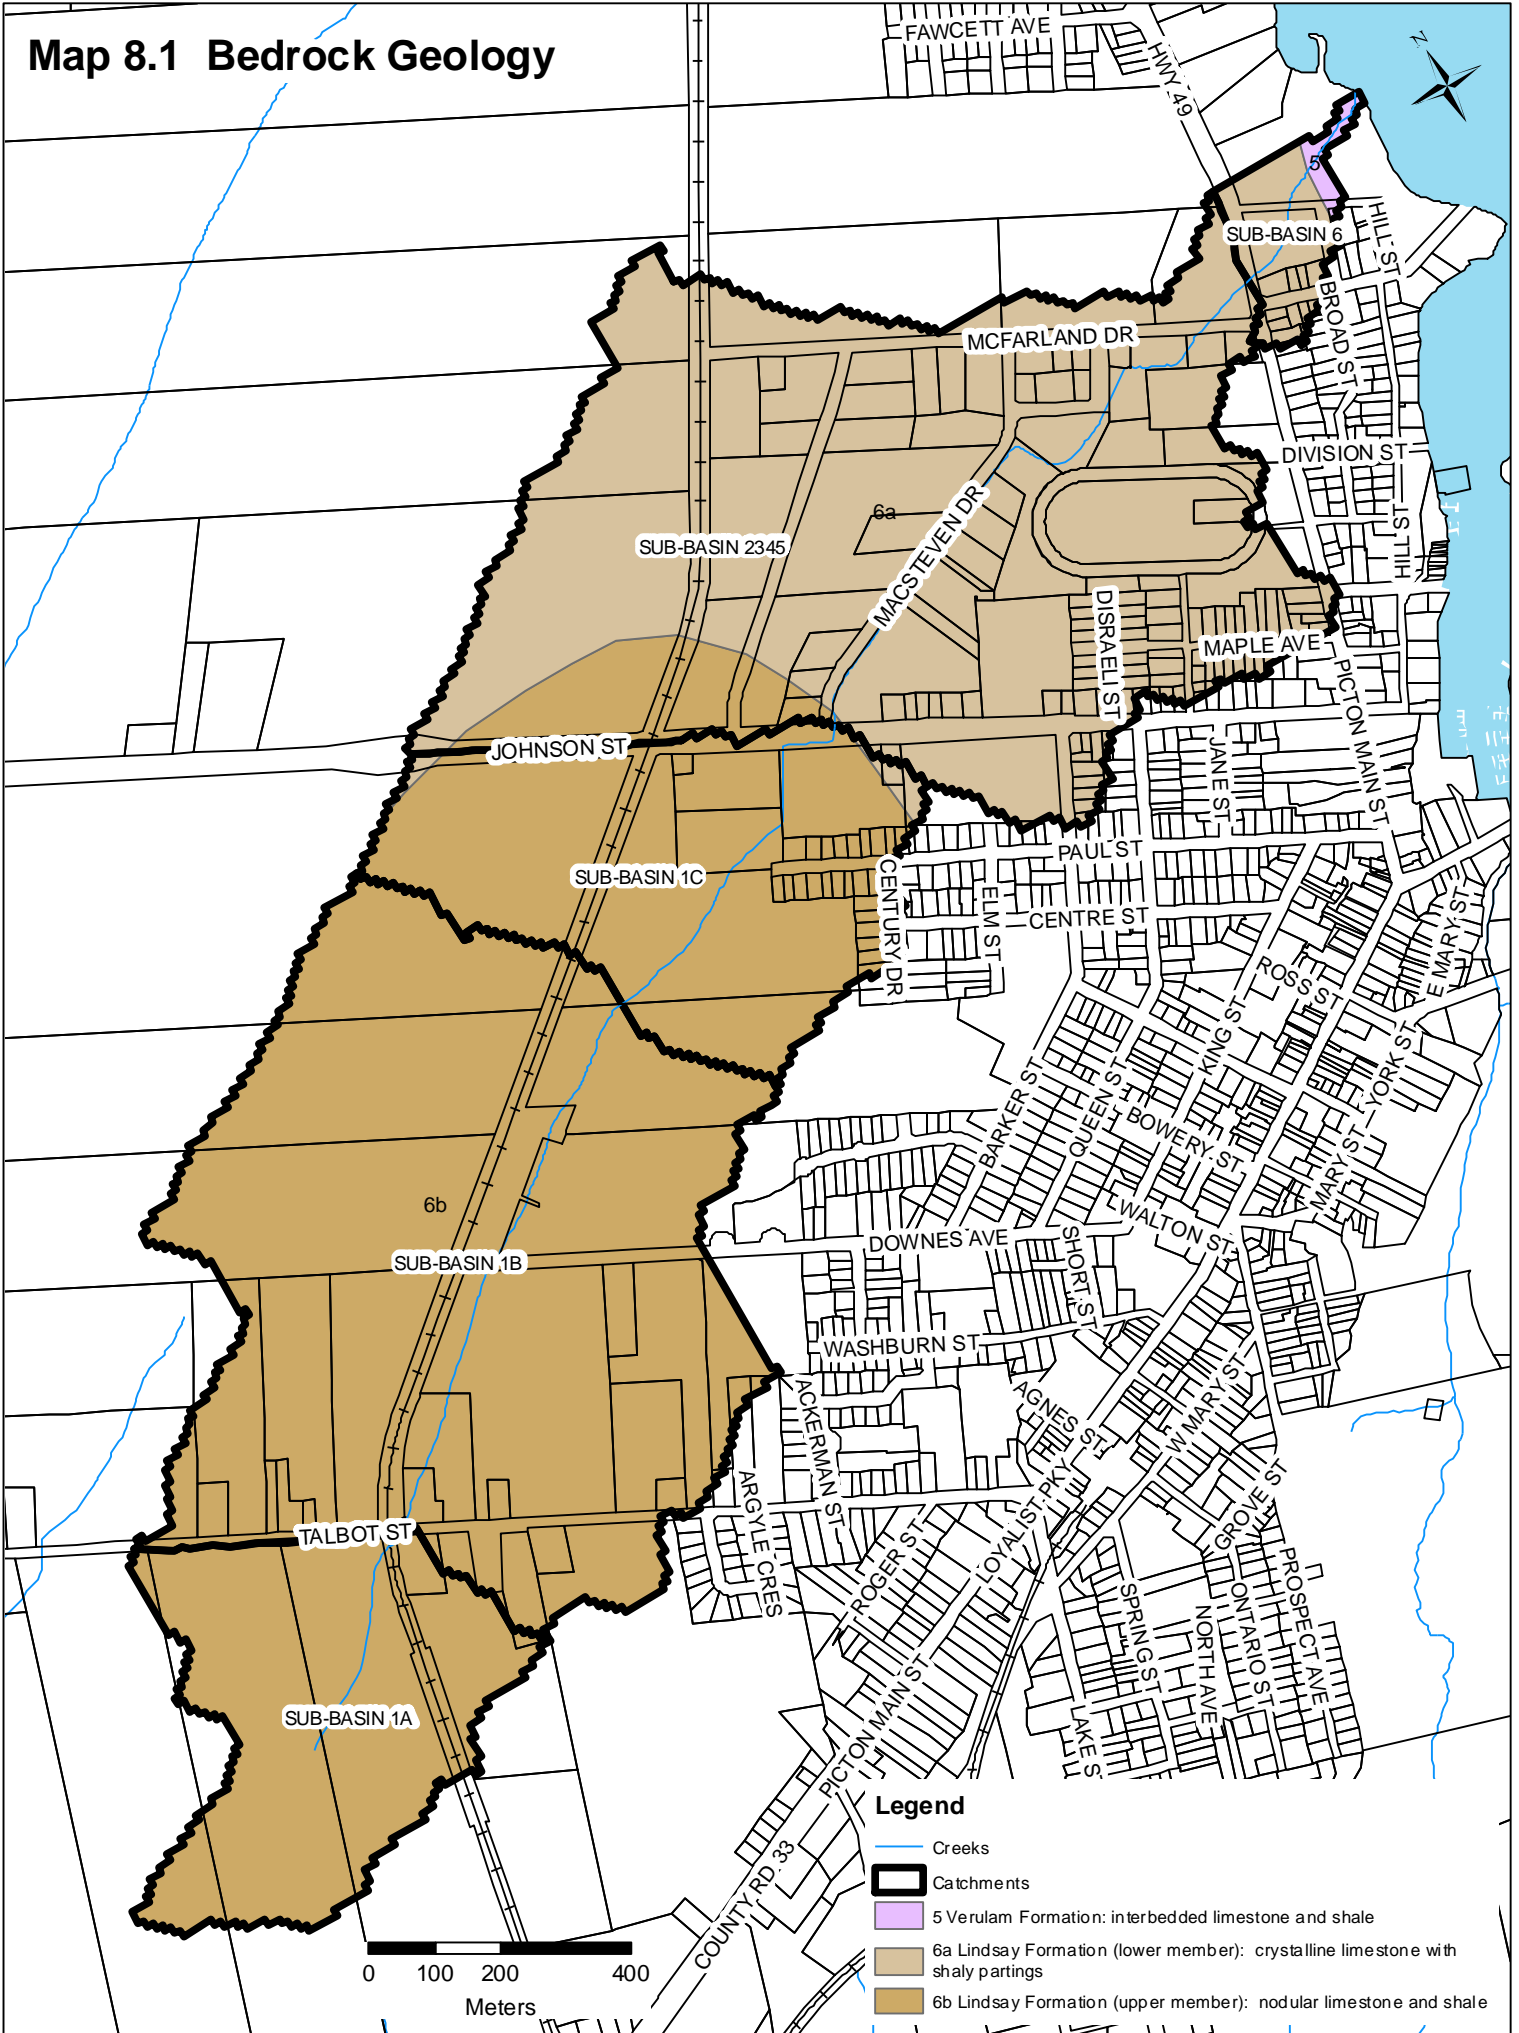 Map 8.1 Bedrock Geology
FAWCETT AVE
HWY 49
N
5
SUB-BASIN 6
HILL ST
BROAD ST
MCFARLAND DR
DIVISION ST
6a
MACSTEVEN DR
SUB-BASIN 2345
HILL ST
DISRAELI ST
MAPLE AVE
PICTON MAIN ST
JOHNSON ST
JANE ST
PAUL ST
SUB-BASIN 1C
CENTURY DR
ELM ST
CENTRE ST
E MARY ST
ROSS ST
KING ST
YORK ST
BARKER ST
QUEEN ST
BOWERY ST
MARY ST
6b
WALTON ST
DOWNES AVE
SHORT ST
SUB-BASIN 1B
WASHBURN ST
ACKERMAN ST
AGNES ST
W MARY ST
ARGYLE CRES
LOYALIST PKY
GROVE ST
TALBOT ST
ROGER ST
SPRING ST
NORTH AVE
ONTARIO ST
PROSPECT AVE
SUB-BASIN 1A
PICTON MAIN ST
LAKE S
COUNTY RD 33
0 100 200 400
Meters
Legend
Creeks
Catchments
5 Verulam Formation: interbedded limestone and shale
6a Lindsay Formation (lower member): crystalline limestone with
shaly partings
6b Lindsay Formation (upper member): nodular limestone and shale